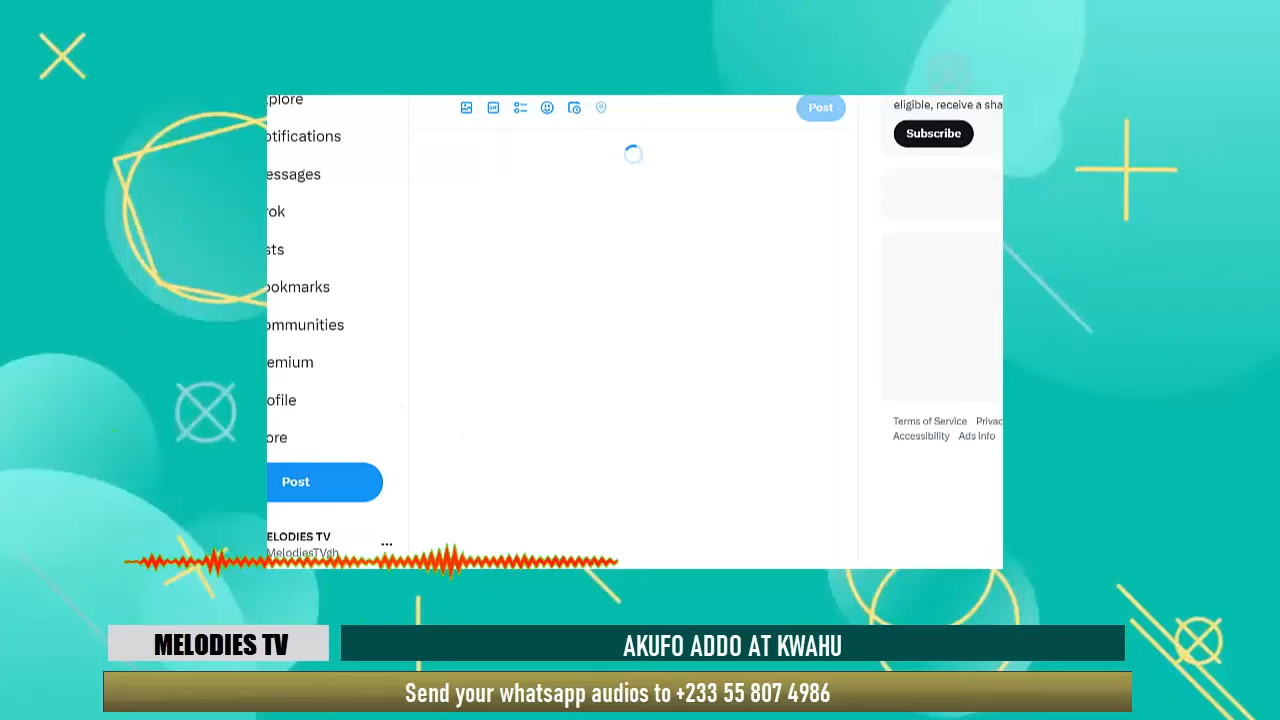 plore
otifications
essages
rok
sts
ookmarks
ommunities
emium
ofile
ore
Post
ELODIES TV
MelodiesTVgh
...
Post
eligible, receive a sha
Subscribe
Terms of Service Privac
Accessibility Ads info
MELODIES TV
AKUFO ADDO AT KWAHU
Send your whatsapp audios to +233 55 807 4986